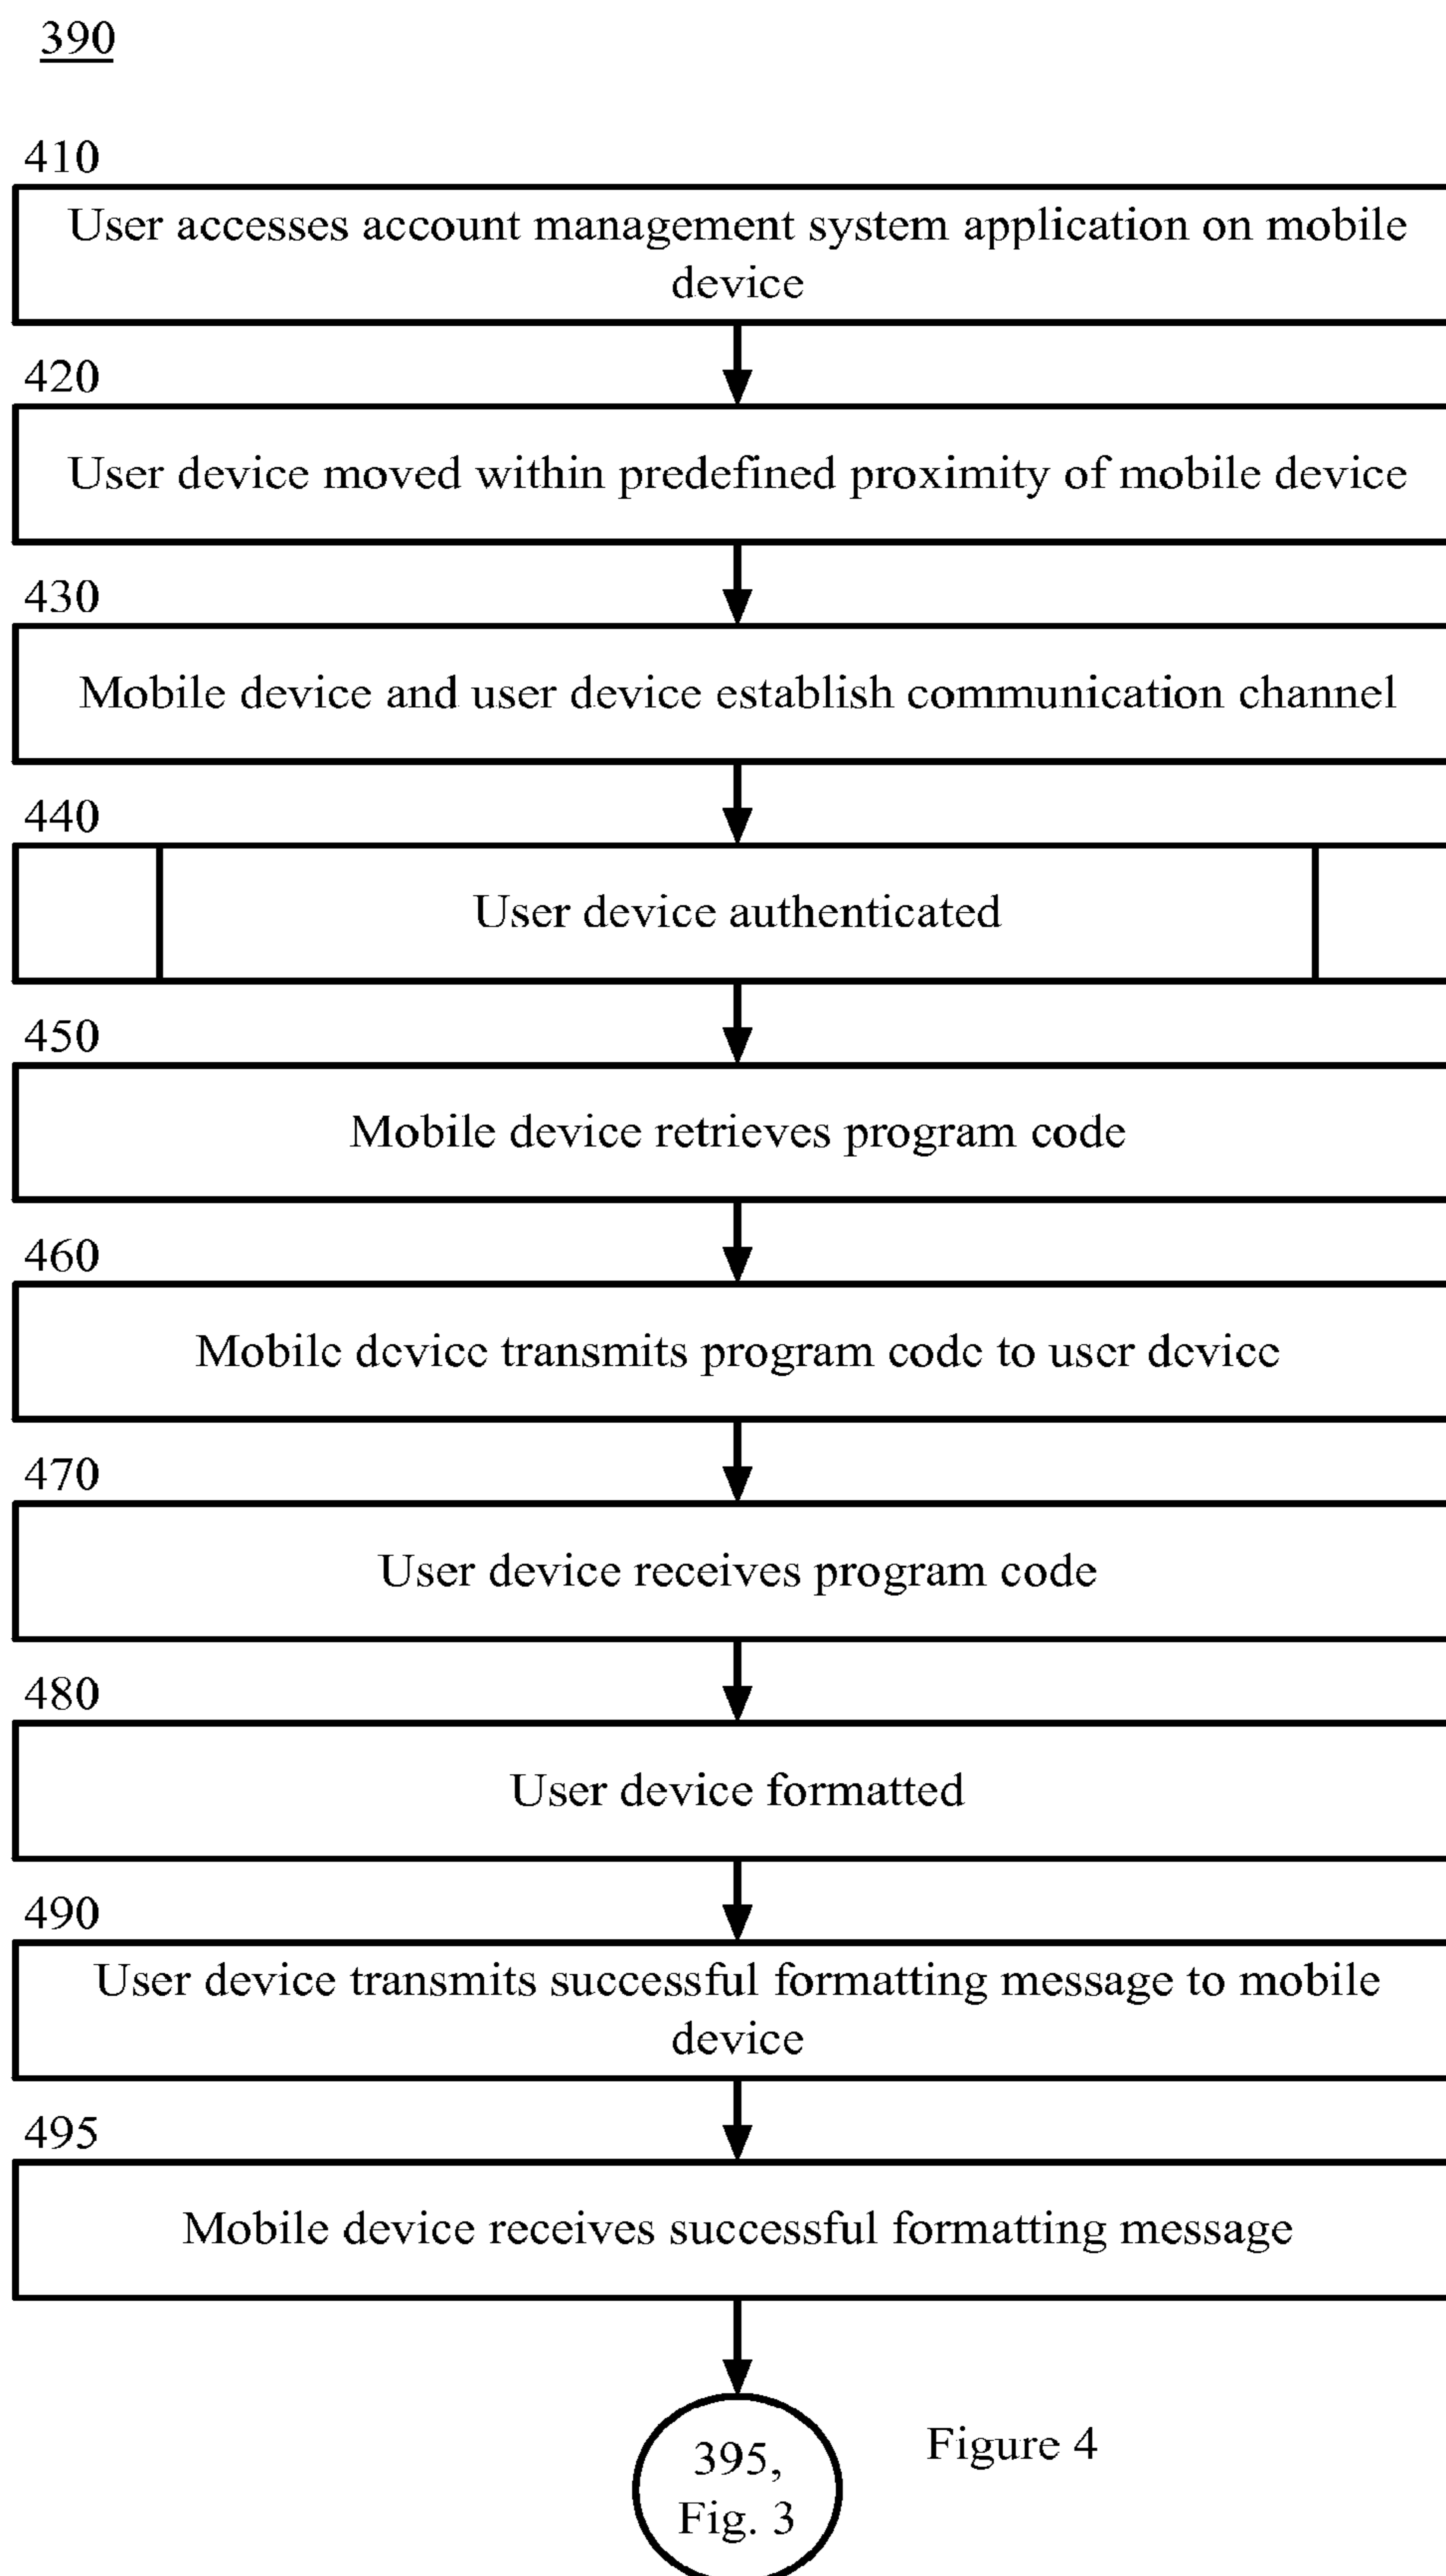 390
410
User accesses account management system application on mobile
device
420
User device moved within predefined proximity of mobile device
430
Mobile device and user device establish communication channel
440
User device authenticated
450
Mobile device retrieves program code
460
Mobile device transmits program code to user device
470
User device receives program code
480
User device formatted
490
User device transmits successful formatting message to mobile
device
495
Mobile device receives successful formatting message
395,
Fig. 3
Figure 4